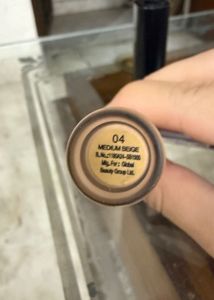 04
MEDIUM BEIGE
Mfg. For : Global
Beauty Group Ltd.